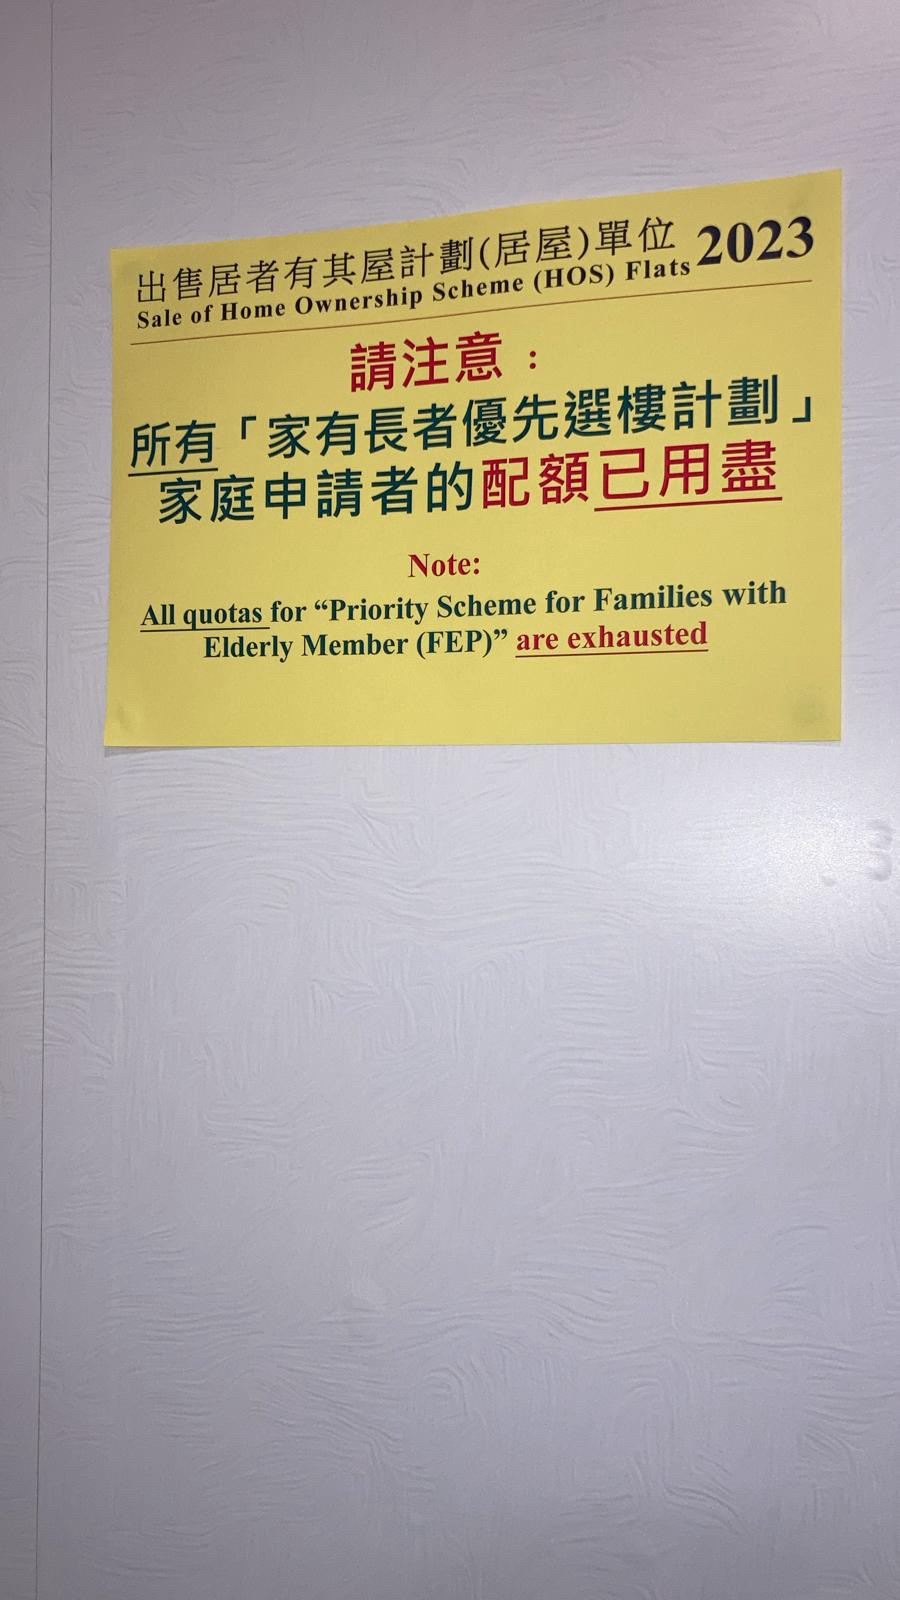 出售居者有其屋計劃(居屋)單位 2023
Sale of Home Ownership Scheme (HOS) Flats
請注意：
所有「家有長者優先選樓計劃」
家庭申請者的配額已用盡
Note:
All quotas for “Priority Scheme for Families with
Elderly Member (FEP)” are exhausted